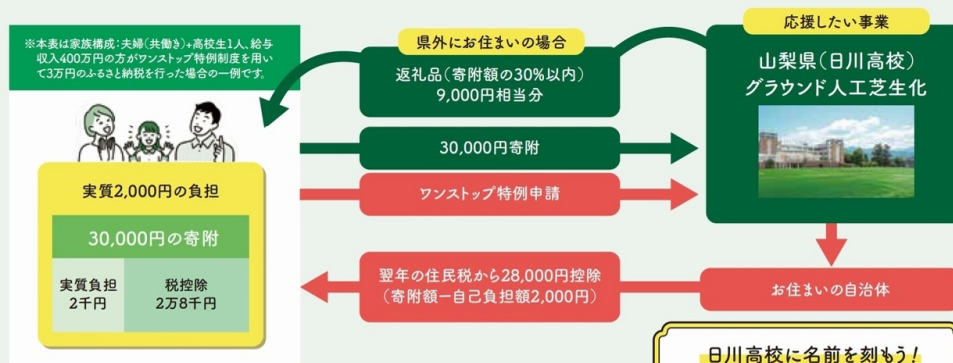 ※本表は家族構成:夫婦(共働き)+高校生1人、給与
収入400万円の方がワンストップ特例制度を用い
て3万円のふるさと納税を行った場合の一例です。
実質2,000円の負担
30,000円の寄附
実質負担
2千円
税控除
2万8千円
県外にお住まいの場合
返礼品(寄附額の30%以内)
9,000円相当分
30,000円寄附
ワンストップ特例申請
翌年の住民税から28,000円控除
(寄附額ー自己負担額2,000円)
応援したい事業
山梨県(日川高校)
グラウンド人工芝生化
お住まいの自治体
日川高校に名前を刻もう!